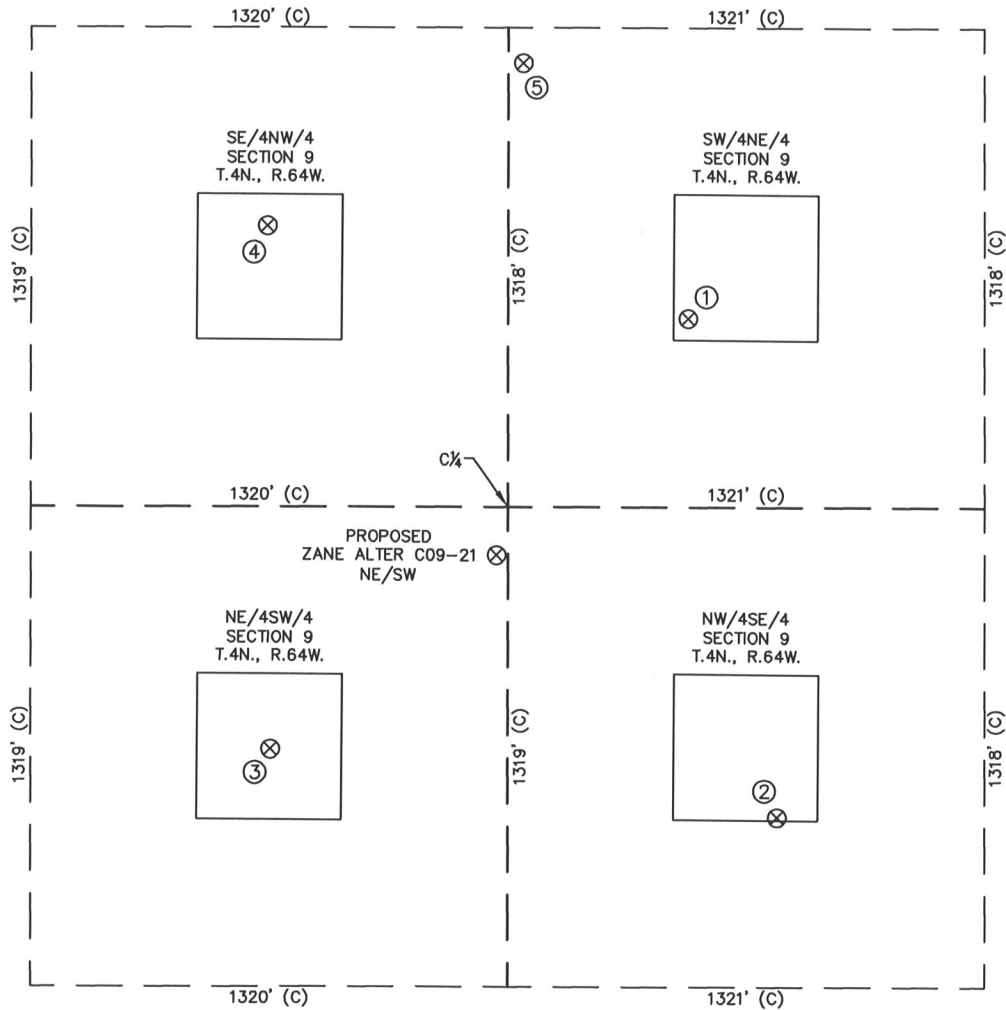 1320' (C)
1321' (C)
⑤
SE/4NW/4
SECTION 9
T.4N., R.64W.
SW/4NE/4
SECTION 9
T.4N., R.64W.
④
①
1319' (C)
1318' (C)
1318' (C)
C¼
1320' (C)
1321' (C)
PROPOSED
ZANE ALTER C09-21
NE/SW
NE/4SW/4
SECTION 9
T.4N., R.64W.
NW/4SE/4
SECTION 9
T.4N., R.64W.
1319' (C)
1319' (C)
1318' (C)
③
②
1320' (C)
1321' (C)